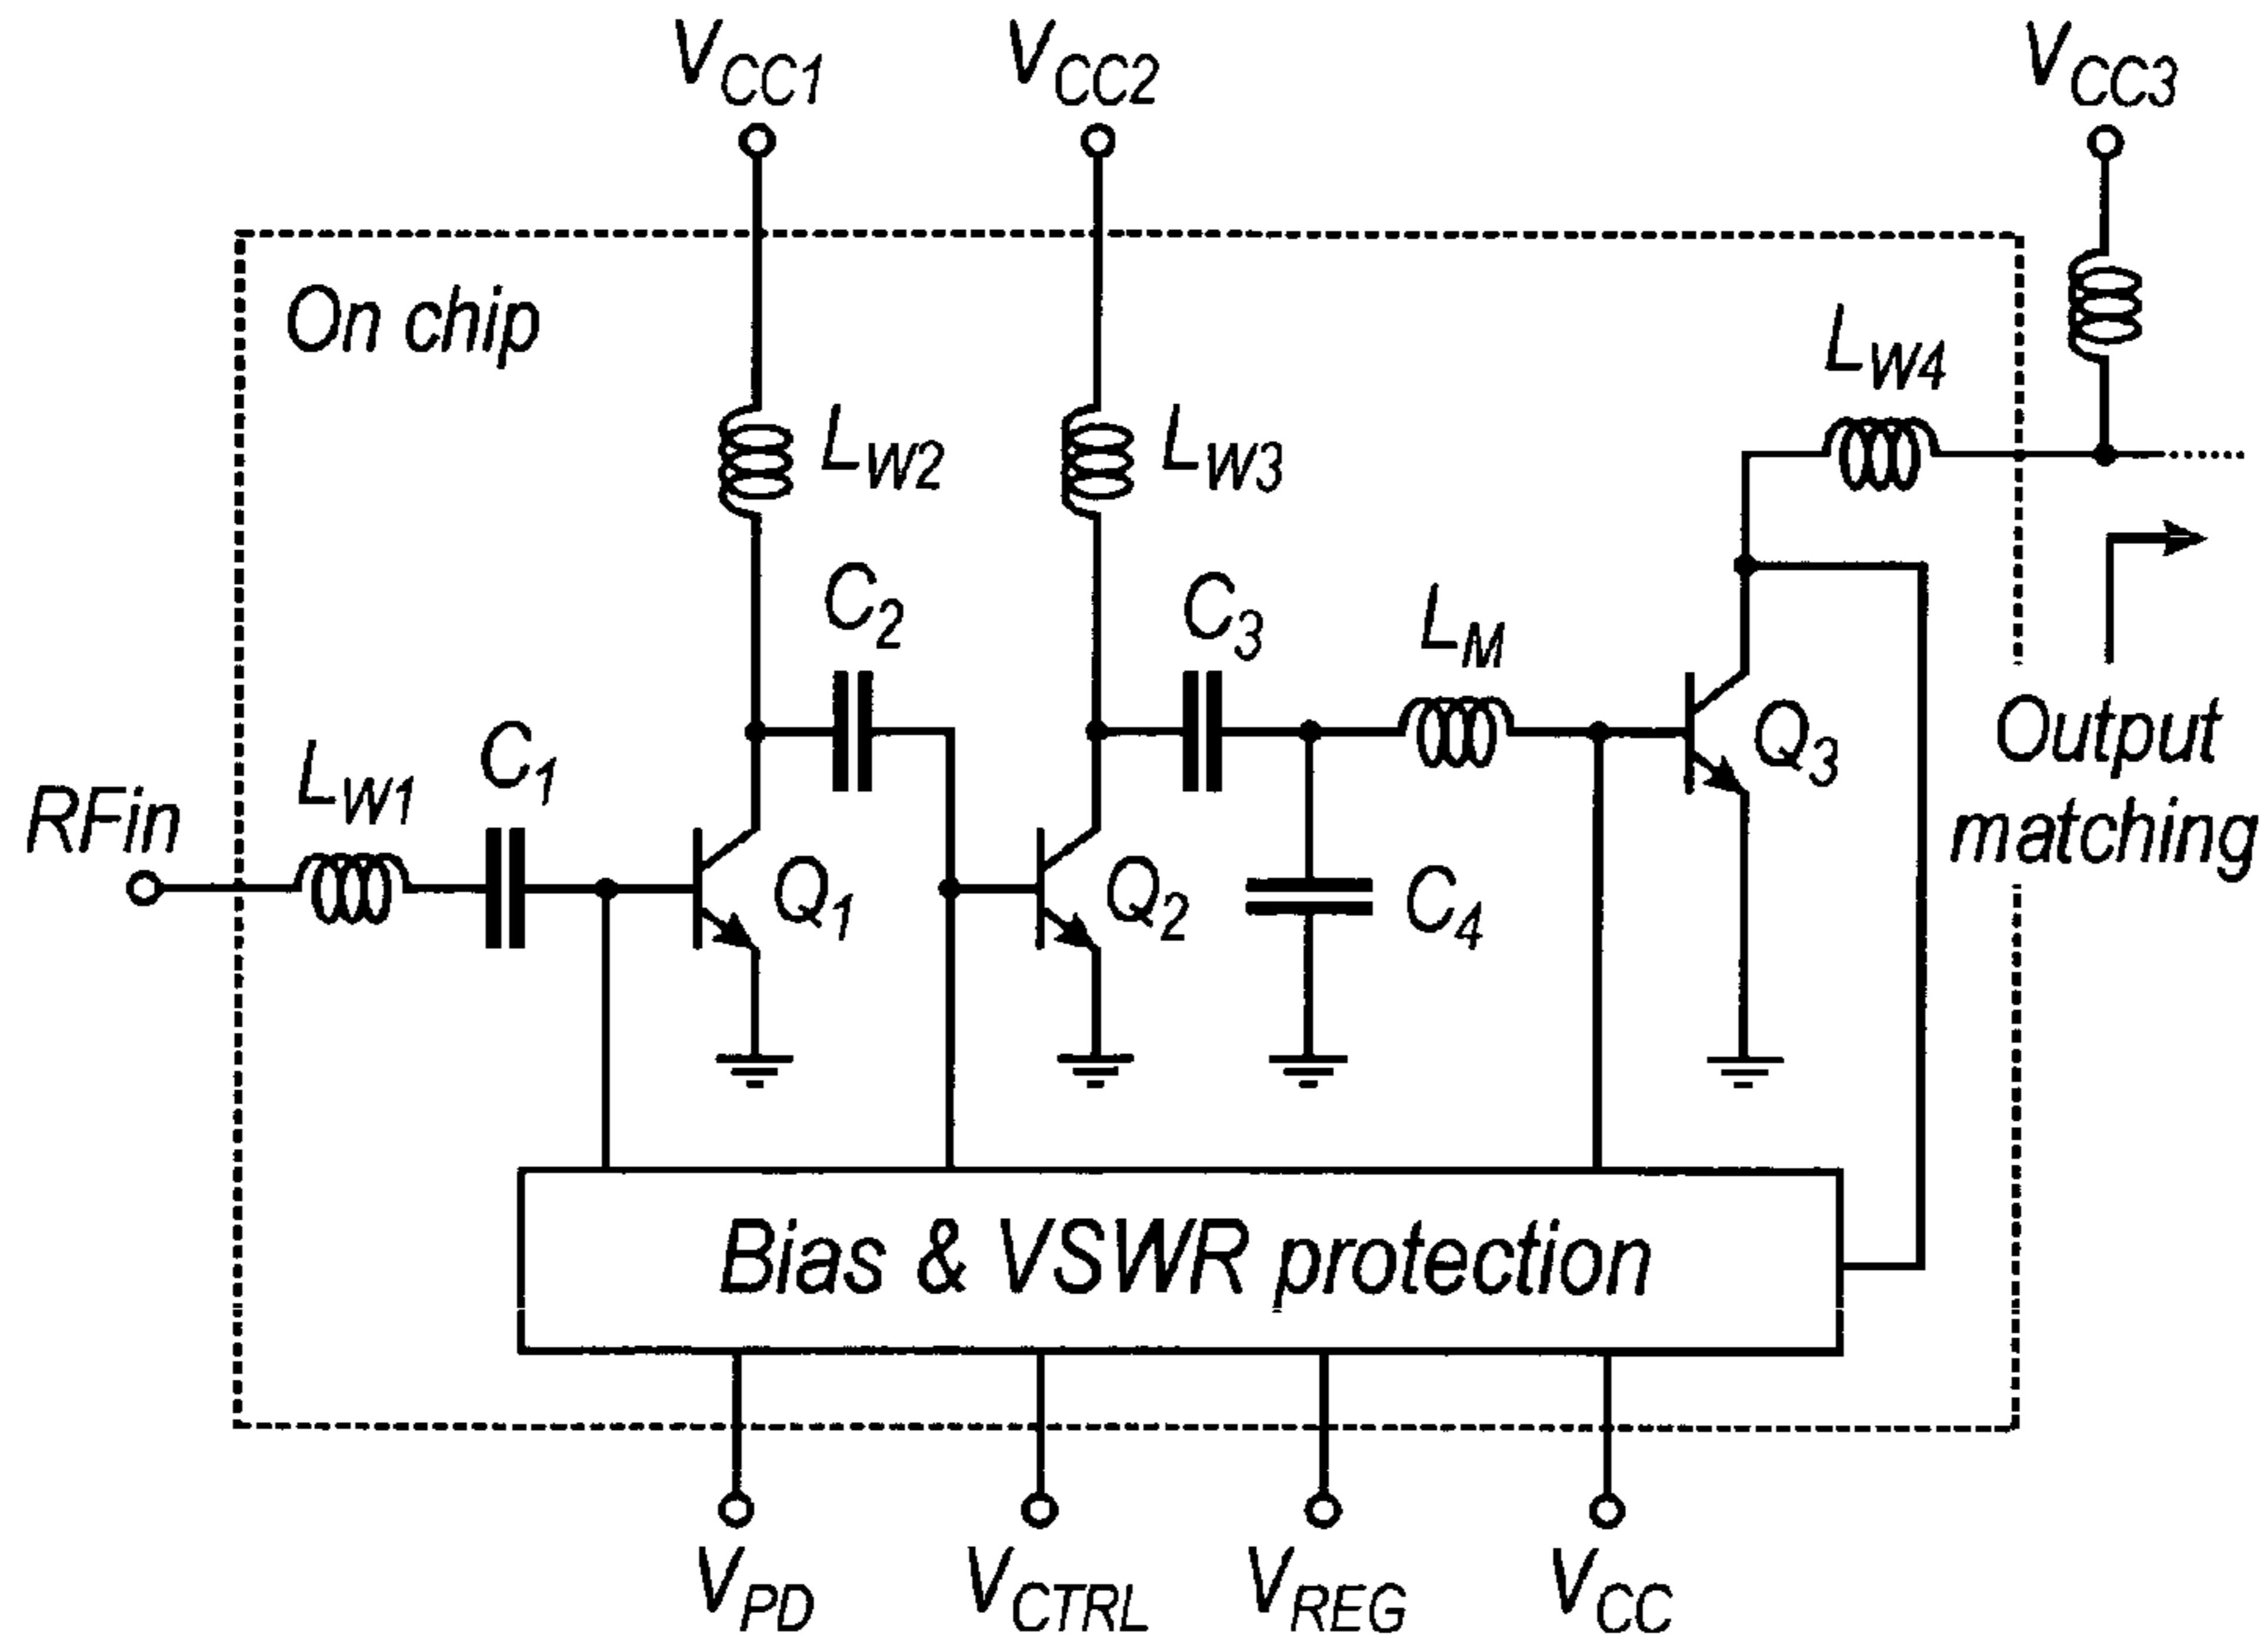 V_CC1
V_CC2
V_CC3
On chip
L_W2
L_W3
L_W4
C_2
C_3
L_M
Q_3
Output
matching
RFin
L_W1
C_1
Q_1
Q_2
C_4
Bias & VSWR protection
V_PD
V_CTRL
V_REG
V_CC